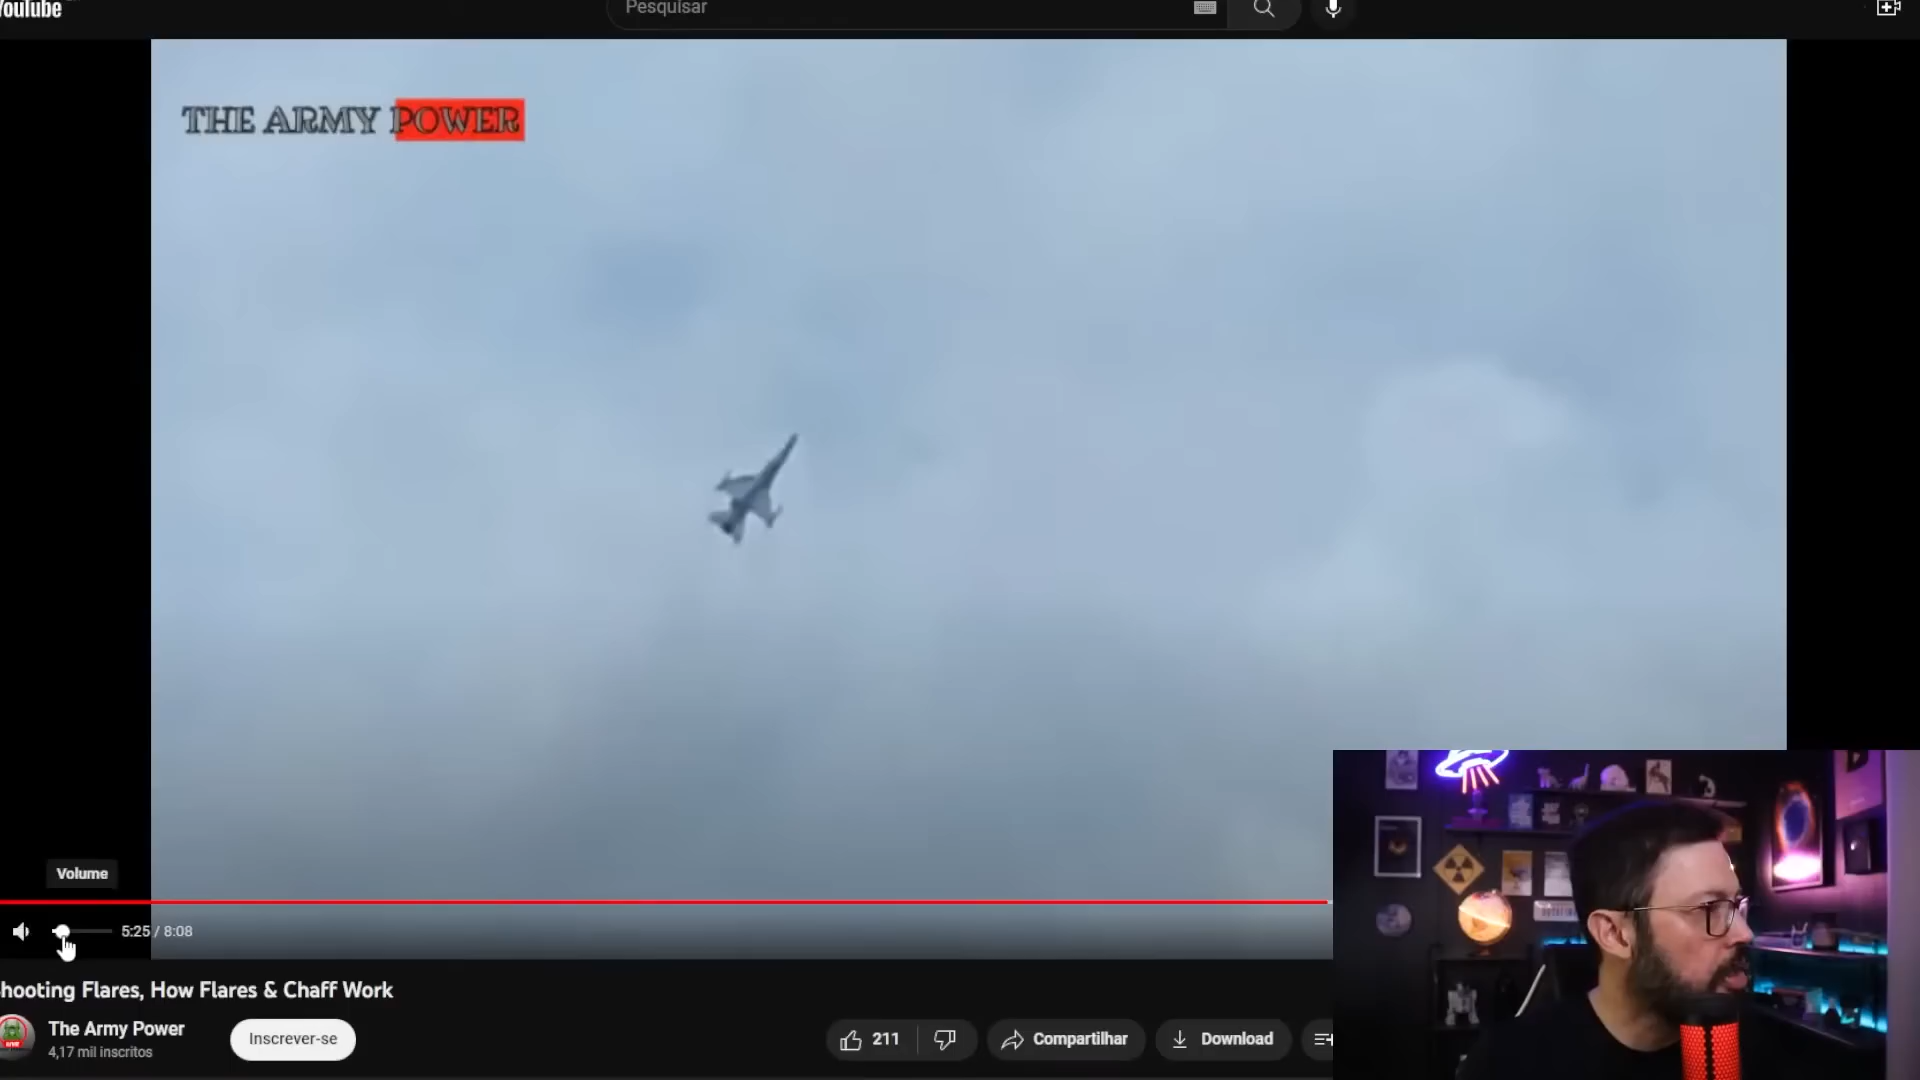 YouTube
Pesquisar
THE ARMY POWER
Volume
5:25 / 8:08
hooting Flares, How Flares & Chaff Work
The Army Power
4,17 mil inscritos
Inscrever-se
211
Compartilhar
Download